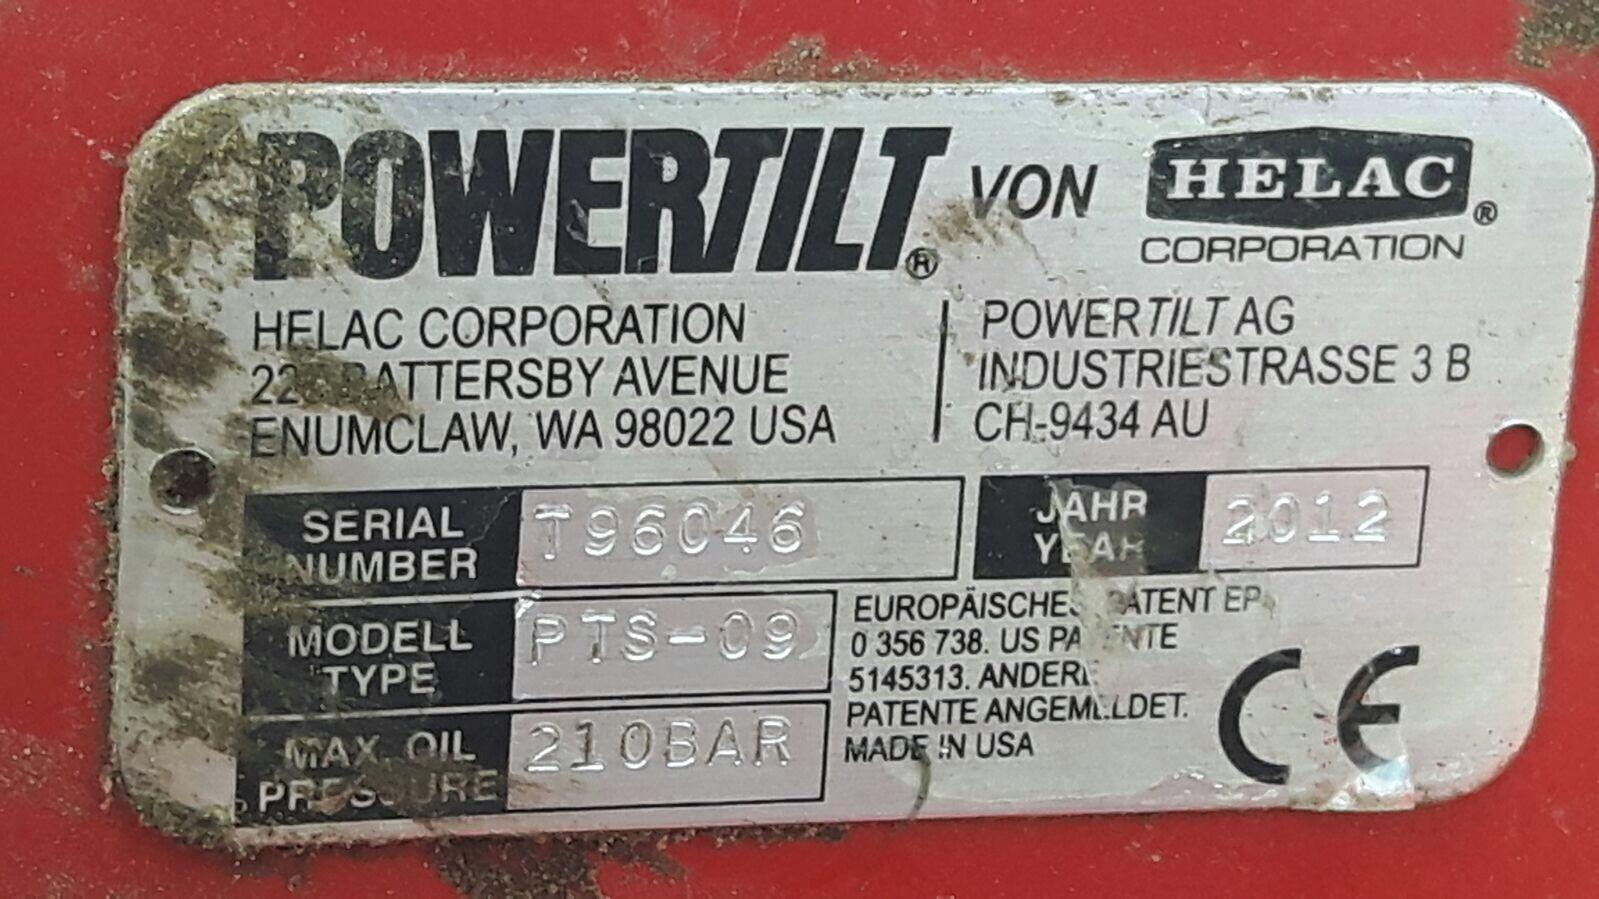 POWERTILT® VON HELAC®
CORPORATION
HELAC CORPORATION
BATTERSBY AVENUE
ENUMCLAW, WA 98022 USA
POWERTILT AG
INDUSTRIESTRASSE 3 B
CH-9434 AU
SERIAL NUMBER T96046
JAHR YEAR 2012
MODELL TYPE PTS-09
MAX. OIL PRESSURE 210BAR
EUROPÄISCHES PATENT EP
0 356 738. US PATENTE
5145313. ANDERE
PATENTE ANGEMELDET.
MADE IN USA
CE